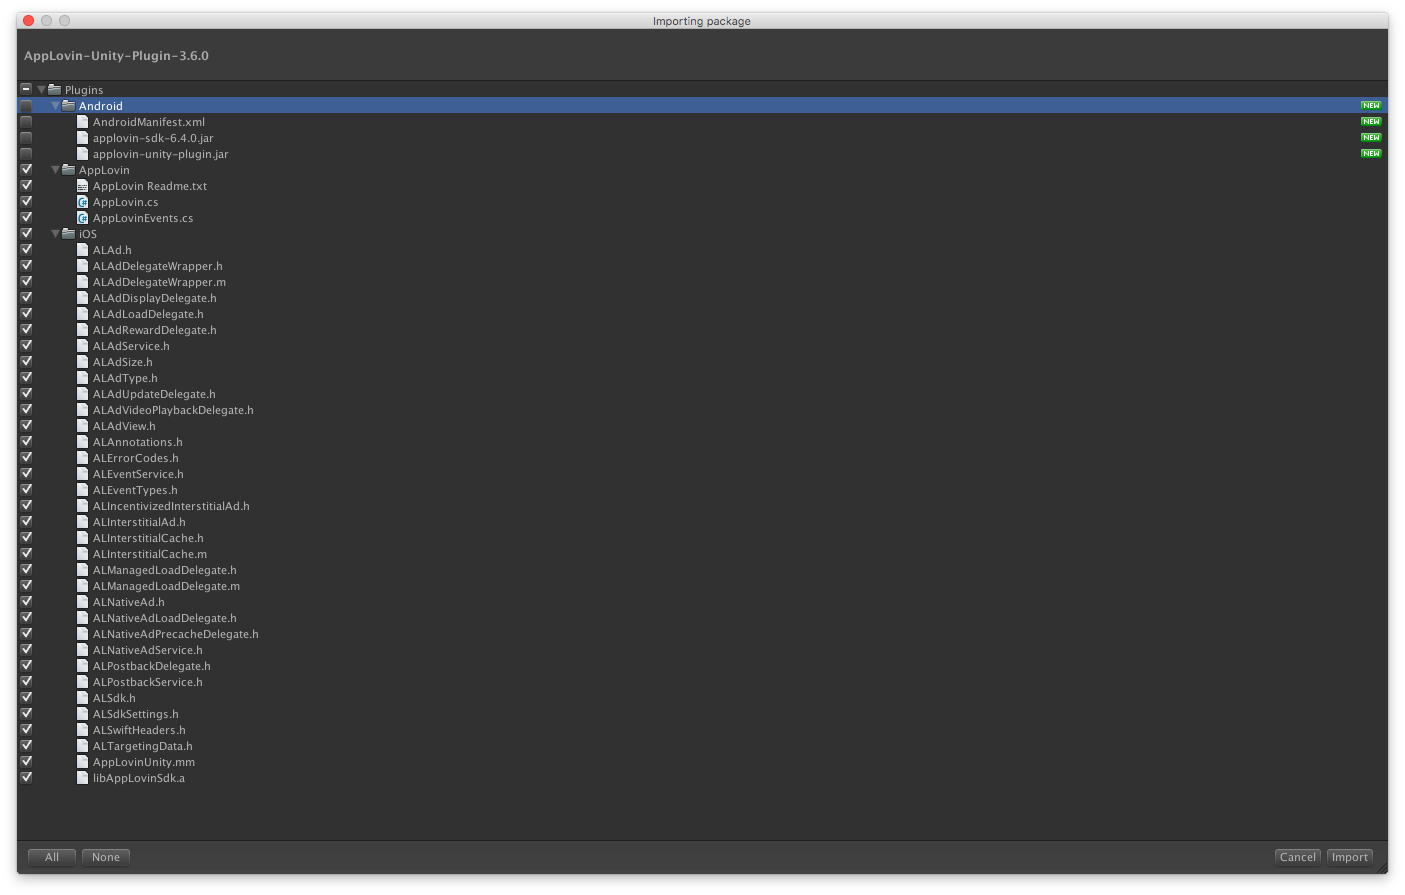 Importing package
AppLovin-Unity-Plugin-3.6.0
Plugins
Android NEW
AndroidManifest.xml NEW
applovin-sdk-6.4.0.jar NEW
applovin-unity-plugin.jar NEW
AppLovin
AppLovin Readme.txt
AppLovin.cs
AppLovinEvents.cs
iOS
ALAd.h
ALAdDelegateWrapper.h
ALAdDelegateWrapper.m
ALAdDisplayDelegate.h
ALAdLoadDelegate.h
ALAdRewardDelegate.h
ALAdService.h
ALAdSize.h
ALAdType.h
ALAdUpdateDelegate.h
ALAdVideoPlaybackDelegate.h
ALAdView.h
ALAnnotations.h
ALErrorCodes.h
ALEventService.h
ALEventTypes.h
ALIncentivizedInterstitialAd.h
ALInterstitialAd.h
ALInterstitialCache.h
ALInterstitialCache.m
ALManagedLoadDelegate.h
ALManagedLoadDelegate.m
ALNativeAd.h
ALNativeAdLoadDelegate.h
ALNativeAdPrecacheDelegate.h
ALNativeAdService.h
ALPostbackDelegate.h
ALPostbackService.h
ALSdk.h
ALSdkSettings.h
ALSwiftHeaders.h
ALTargetingData.h
AppLovinUnity.mm
libAppLovinSdk.a
All None Cancel Import